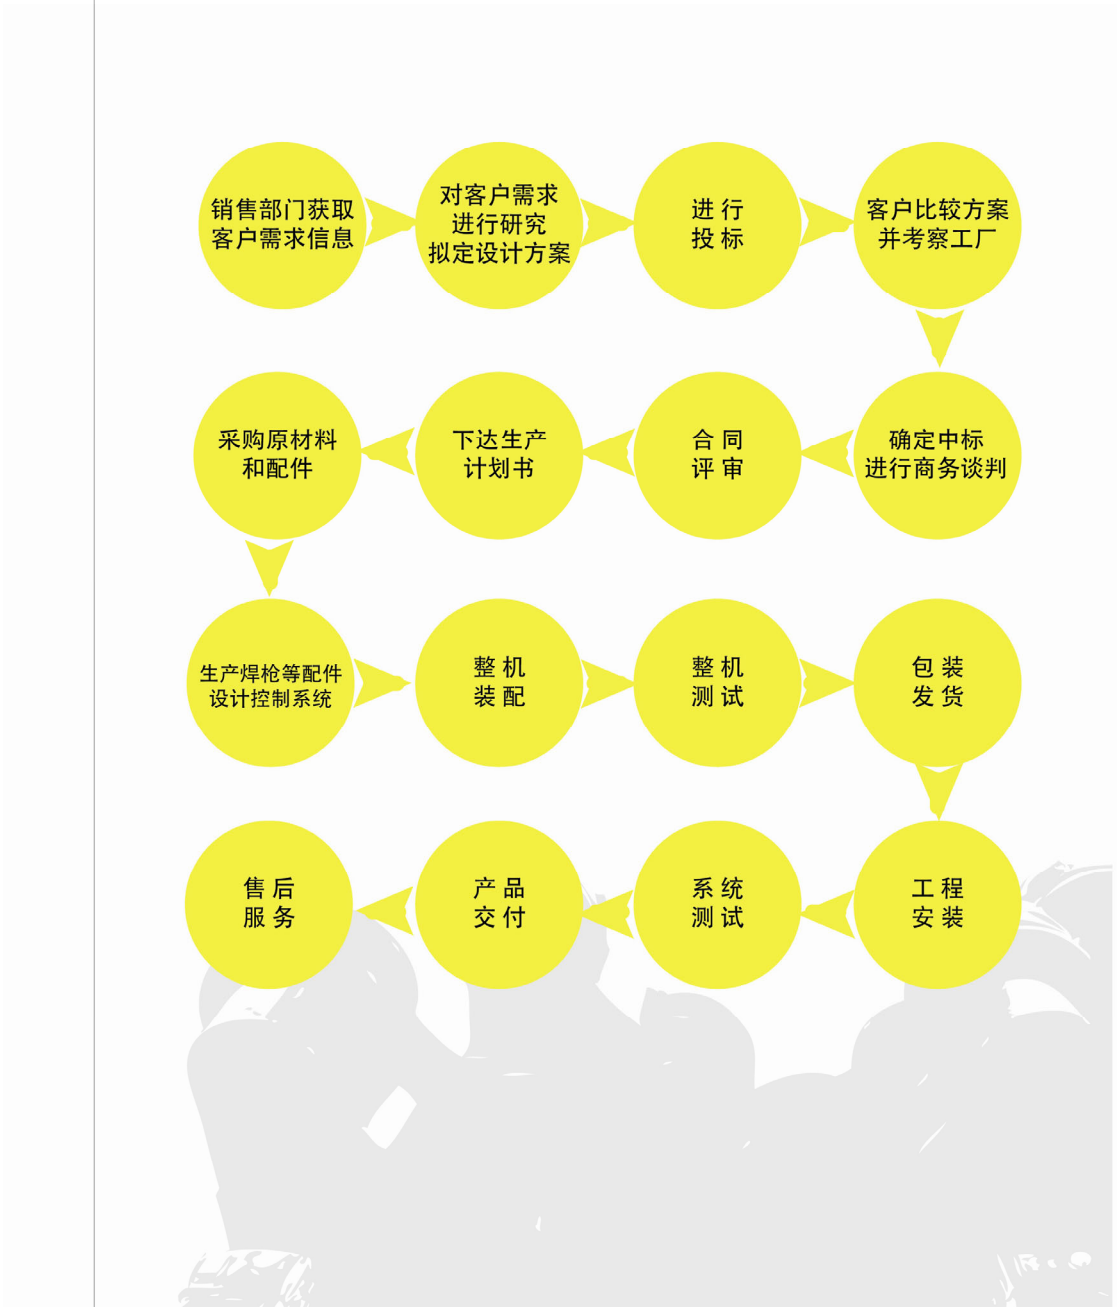 销售部门获取
客户需求信息
对客户需求
进行研究
拟定设计方案
进行
投标
客户比较方案
并考察工厂
确定中标
进行商务谈判
合同
评审
下达生产
计划书
采购原材料
和配件
生产焊枪等配件
设计控制系统
整机
装配
整机
测试
包装
发货
工程
安装
系统
测试
产品
交付
售后
服务